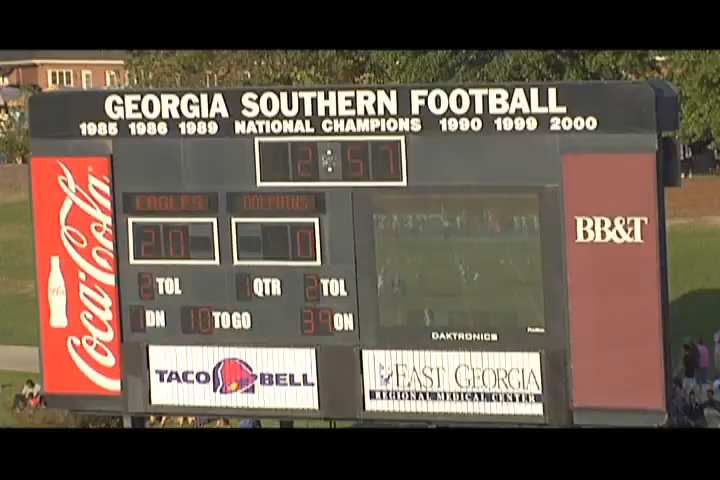 GEORGIA SOUTHERN FOOTBALL
1985 1986 1989 NATIONAL CHAMPIONS 1990 1999 2000
2:57
EAGLES DOLPHINS
20 0
2 TOL 1 QTR 2 TOL
1 DN 10 TO GO 39 ON
Coca-Cola
BB&T
DAKTRONICS
TACO BELL
EAST GEORGIA
REGIONAL MEDICAL CENTER